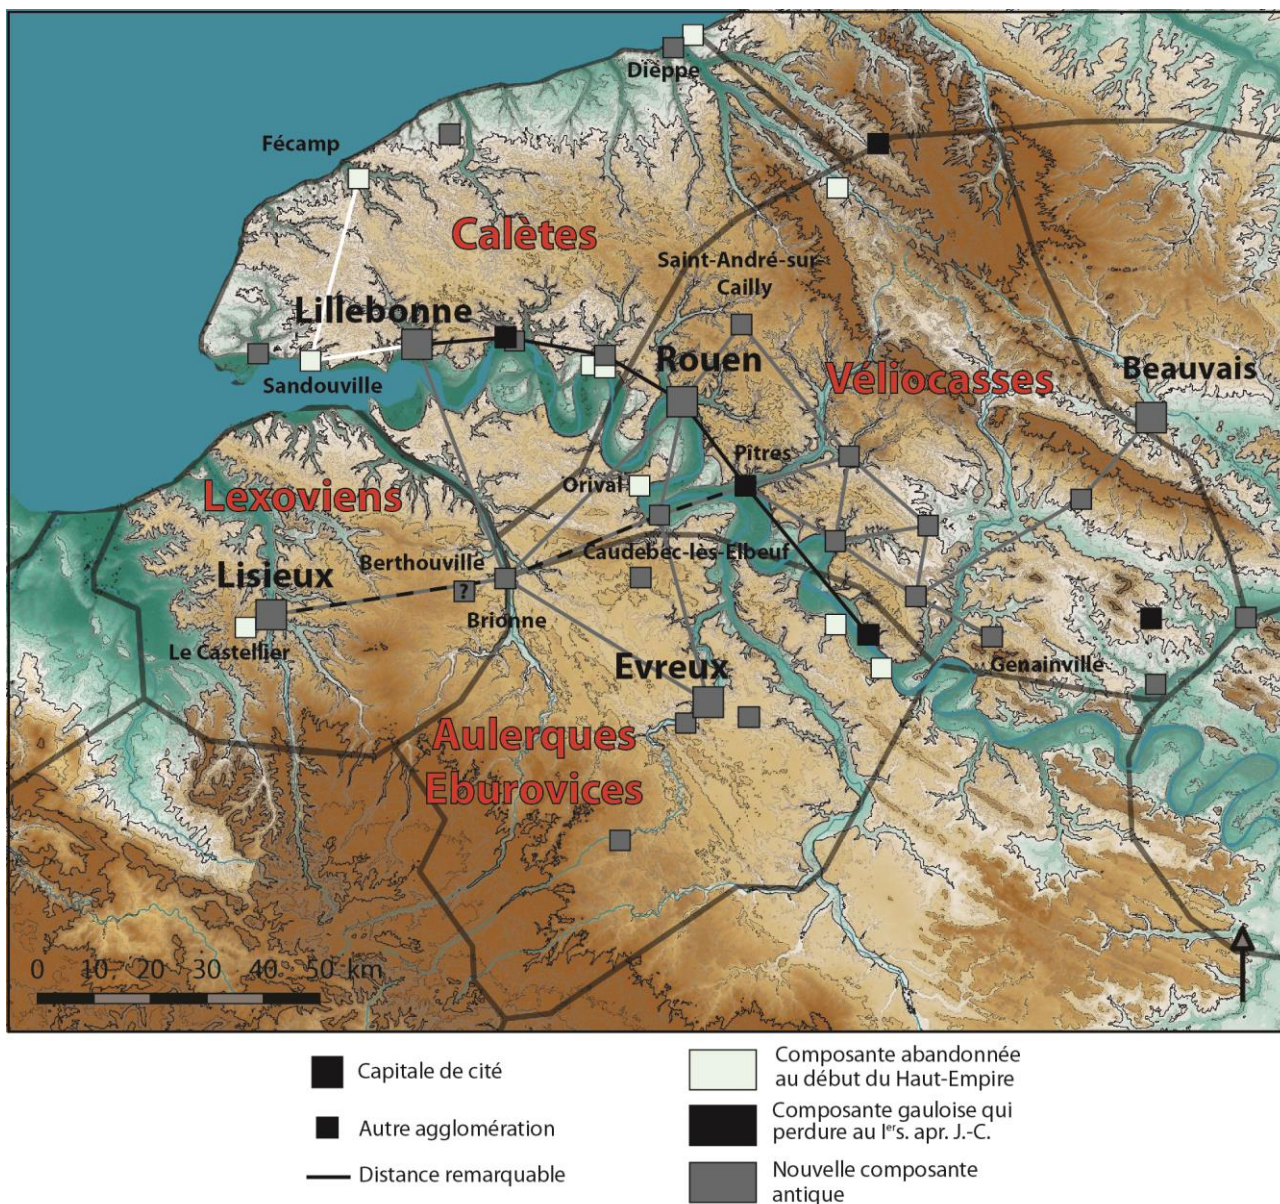 Dièppe
Fécamp
Calètes
Saint-André-sur-
Cailly
Lillebonne
Rouen
Véliocasses
Beauvais
Sandouville
Pîtres
Orival
Lexoviens
Caudebec-lès-Elbeuf
Berthouville
Lisieux
?
Brionne
Le Castellier
Evreux
Genainville
Aulerques
Eburovices
0 10 20 30 40 50 km
Capitale de cité
Autre agglomération
Distance remarquable
Composante abandonnée
au début du Haut-Empire
Composante gauloise qui
perdure au Iᵉʳs. apr. J.-C.
Nouvelle composante
antique